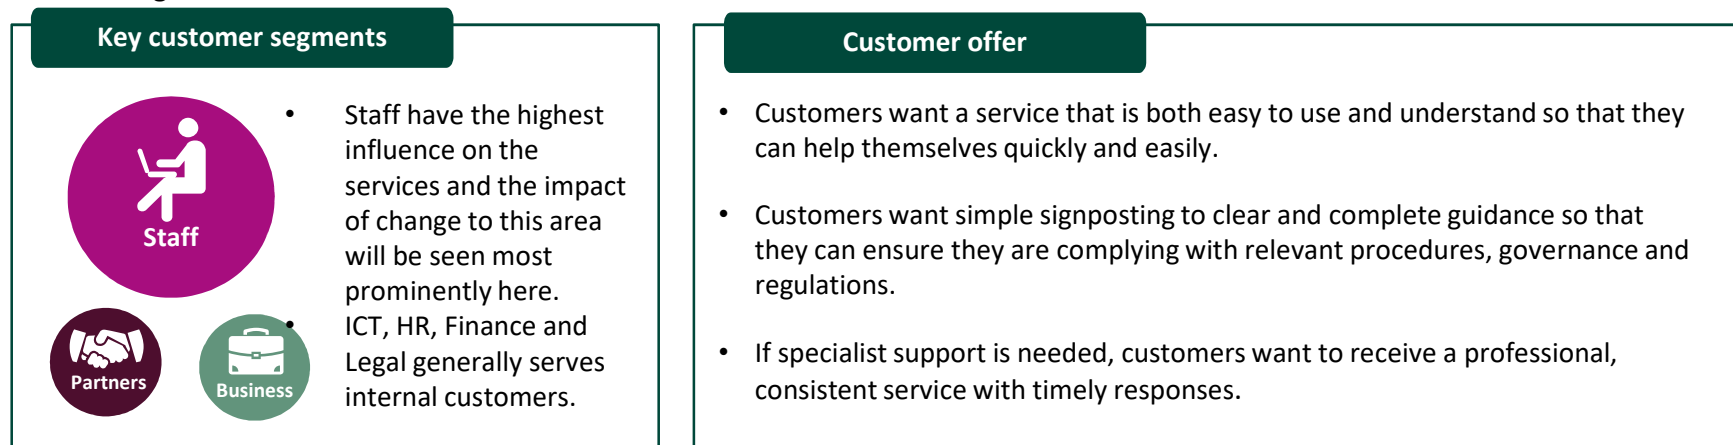 Key customer segments
Staff
Partners
Business
• Staff have the highest
influence on the
services and the impact
of change to this area
will be seen most
prominently here.
• ICT, HR, Finance and
Legal generally serves
internal customers.
Customer offer
• Customers want a service that is both easy to use and understand so that they
can help themselves quickly and easily.
• Customers want simple signposting to clear and complete guidance so that
they can ensure they are complying with relevant procedures, governance and
regulations.
• If specialist support is needed, customers want to receive a professional,
consistent service with timely responses.